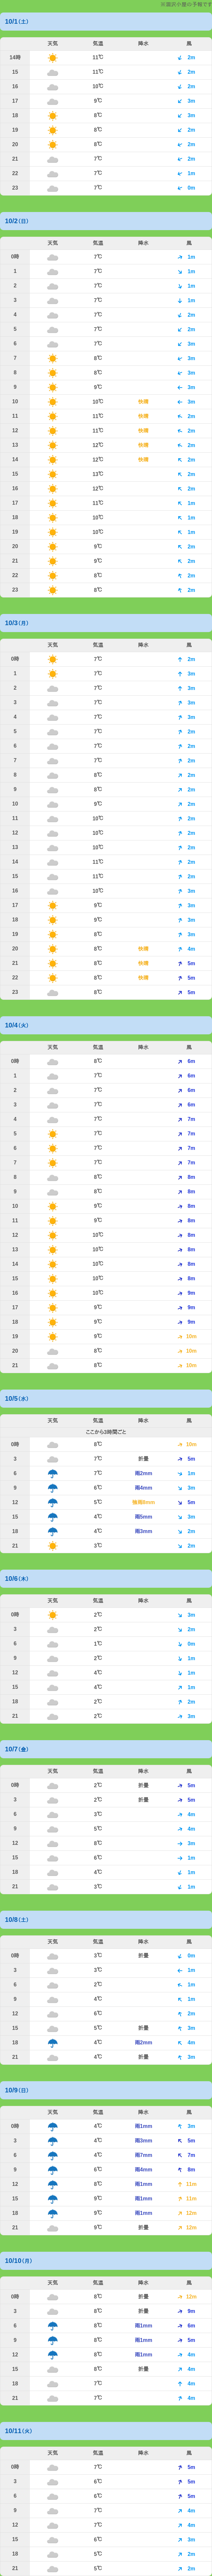 10/1(土)
天気 気温 降水 風
14時 11℃ 2m
15 11℃ 2m
16 10℃ 2m
17 9℃ 3m
18 8℃ 3m
19 8℃ 2m
20 8℃ 2m
21 7℃ 2m
22 7℃ 1m
23 7℃ 0m
10/2(日)
天気 気温 降水 風
0時 7℃ 1m
1 7℃ 1m
2 7℃ 1m
3 7℃ 1m
4 7℃ 2m
5 7℃ 2m
6 7℃ 3m
7 8℃ 3m
8 8℃ 3m
9 9℃ 3m
10 10℃ 快晴 3m
11 11℃ 快晴 2m
12 11℃ 快晴 2m
13 12℃ 快晴 2m
14 12℃ 快晴 2m
15 13℃ 2m
16 12℃ 2m
17 11℃ 1m
18 10℃ 1m
19 10℃ 1m
20 9℃ 2m
21 9℃ 2m
22 8℃ 2m
23 8℃ 2m
10/3(月)
天気 気温 降水 風
0時 7℃ 2m
1 7℃ 3m
2 7℃ 3m
3 7℃ 3m
4 7℃ 3m
5 7℃ 2m
6 7℃ 2m
7 7℃ 2m
8 8℃ 2m
9 8℃ 2m
10 9℃ 2m
11 10℃ 2m
12 10℃ 2m
13 10℃ 2m
14 11℃ 2m
15 11℃ 2m
16 10℃ 3m
17 9℃ 3m
18 9℃ 3m
19 8℃ 3m
20 8℃ 快晴 4m
21 8℃ 快晴 5m
22 8℃ 快晴 5m
23 8℃ 5m
10/4(火)
天気 気温 降水 風
0時 8℃ 6m
1 7℃ 6m
2 7℃ 6m
3 7℃ 6m
4 7℃ 7m
5 7℃ 7m
6 7℃ 7m
7 7℃ 7m
8 8℃ 8m
9 8℃ 8m
10 9℃ 8m
11 9℃ 8m
12 10℃ 8m
13 10℃ 8m
14 10℃ 8m
15 10℃ 8m
16 10℃ 9m
17 9℃ 9m
18 9℃ 9m
19 9℃ 10m
20 8℃ 10m
21 8℃ 10m
10/5(水)
天気 気温 降水 風
ここから3時間ごと
0時 8℃ 10m
3 7℃ 折畳 5m
6 7℃ 雨2mm 1m
9 6℃ 雨4mm 3m
12 5℃ 強雨8mm 5m
15 4℃ 雨5mm 3m
18 4℃ 雨3mm 2m
21 3℃ 2m
10/6(木)
天気 気温 降水 風
0時 2℃ 3m
3 2℃ 2m
6 1℃ 0m
9 2℃ 1m
12 4℃ 1m
15 4℃ 1m
18 2℃ 2m
21 2℃ 3m
10/7(金)
天気 気温 降水 風
0時 2℃ 折畳 5m
3 2℃ 折畳 5m
6 3℃ 4m
9 5℃ 4m
12 8℃ 3m
15 6℃ 1m
18 4℃ 1m
21 3℃ 1m
10/8(土)
天気 気温 降水 風
0時 3℃ 折畳 0m
3 3℃ 1m
6 2℃ 1m
9 4℃ 1m
12 6℃ 2m
15 5℃ 折畳 3m
18 4℃ 雨2mm 4m
21 4℃ 折畳 3m
10/9(日)
天気 気温 降水 風
0時 4℃ 雨1mm 3m
3 4℃ 雨3mm 5m
6 4℃ 雨7mm 7m
9 6℃ 雨4mm 8m
12 8℃ 雨1mm 11m
15 9℃ 雨1mm 11m
18 9℃ 雨1mm 12m
21 9℃ 折畳 12m
10/10(月)
天気 気温 降水 風
0時 8℃ 折畳 12m
3 8℃ 折畳 9m
6 8℃ 雨1mm 6m
9 8℃ 雨1mm 5m
12 8℃ 雨1mm 4m
15 8℃ 折畳 4m
18 7℃ 4m
21 7℃ 4m
10/11(火)
天気 気温 降水 風
0時 7℃ 5m
3 6℃ 5m
6 6℃ 5m
9 7℃ 4m
12 7℃ 4m
15 6℃ 3m
18 5℃ 2m
21 5℃ 2m